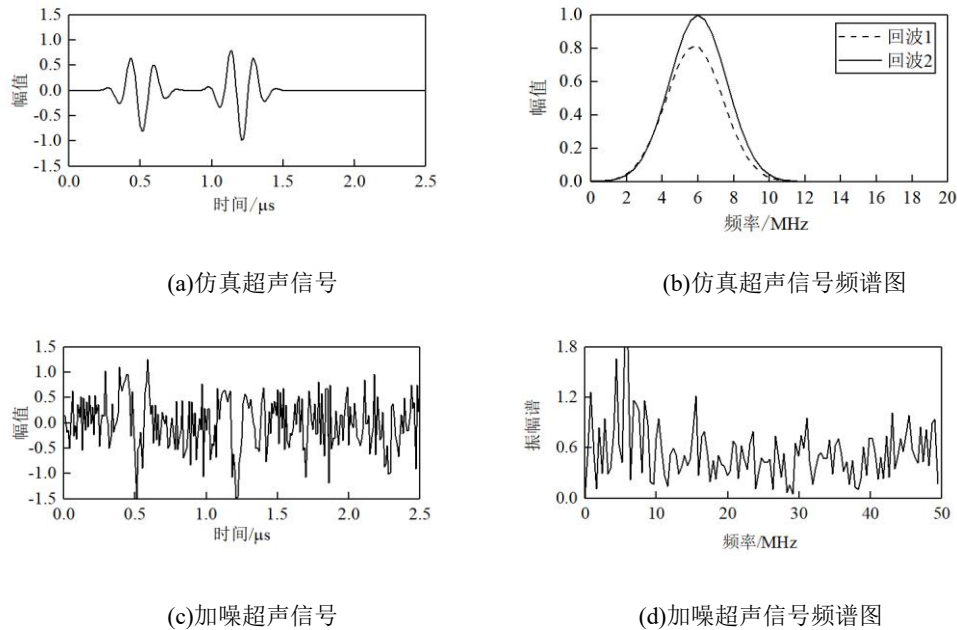 1.5
1.0
0.5
0.0
-0.5
-1.0
-1.5
幅值
0.0 0.5 1.0 1.5 2.0 2.5
时间/μs
(a)仿真超声信号
1.0
0.8
0.6
0.4
0.2
0.0
幅值
回波1
回波2
0 2 4 6 8 10 12 14 16 18 20
频率/MHz
(b)仿真超声信号频谱图
1.5
1.0
0.5
0.0
-0.5
-1.0
-1.5
幅值
0.0 0.5 1.0 1.5 2.0 2.5
时间/μs
(c)加噪超声信号
1.8
1.2
0.6
0.0
振幅谱
0 10 20 30 40 50
频率/MHz
(d)加噪超声信号频谱图